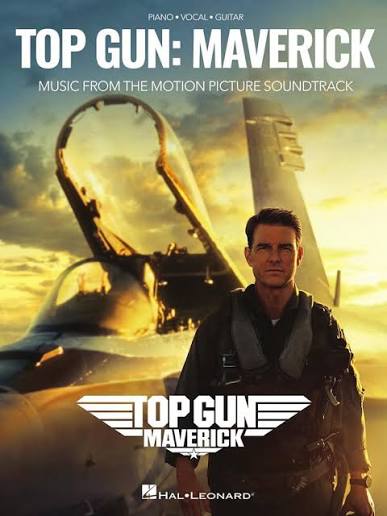 PIANO • VOCAL • GUITAR
TOP GUN: MAVERICK
MUSIC FROM THE MOTION PICTURE SOUNDTRACK
TOP GUN
MAVERICK
HAL•LEONARD®